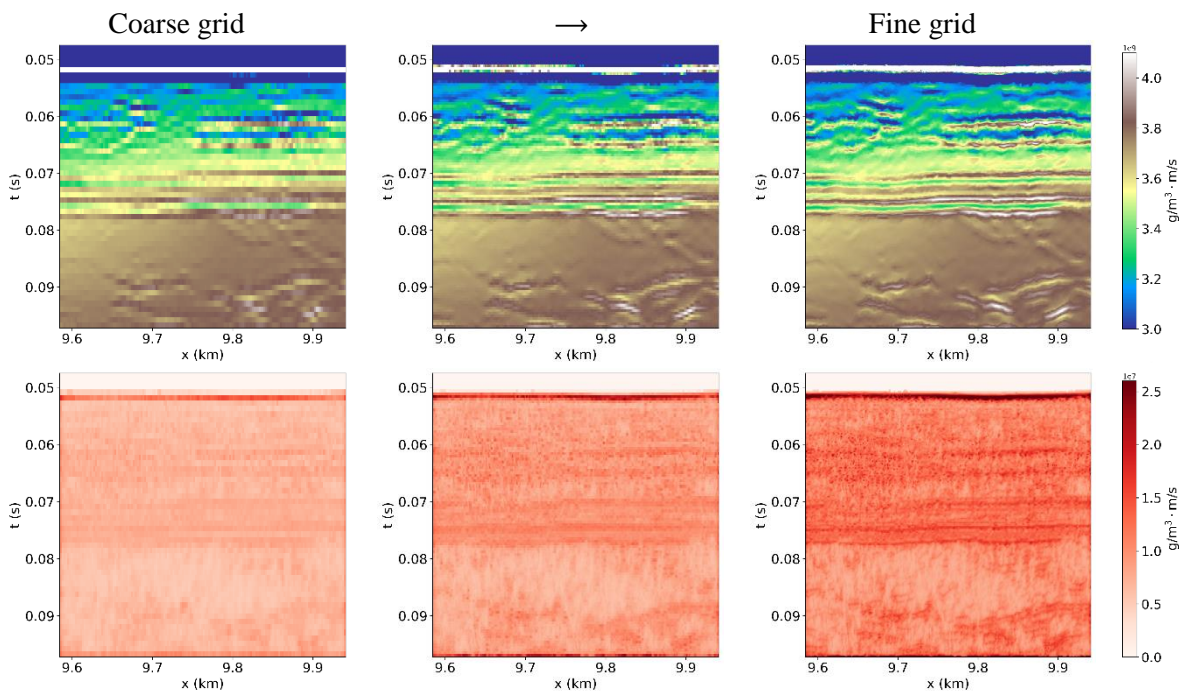 Coarse grid → Fine grid
0.05 0.06 0.07 0.08 0.09
t (s)
9.6 9.7 9.8 9.9
x (km)
0.05 0.06 0.07 0.08 0.09
t (s)
9.6 9.7 9.8 9.9
x (km)
0.05 0.06 0.07 0.08 0.09
t (s)
9.6 9.7 9.8 9.9
x (km)
1e9
4.0 3.8 3.6 3.4 3.2 3.0
g/m³ · m/s
0.05 0.06 0.07 0.08 0.09
t (s)
9.6 9.7 9.8 9.9
x (km)
0.05 0.06 0.07 0.08 0.09
t (s)
9.6 9.7 9.8 9.9
x (km)
0.05 0.06 0.07 0.08 0.09
t (s)
9.6 9.7 9.8 9.9
x (km)
1e7
2.5 2.0 1.5 1.0 0.5 0.0
g/m³ · m/s